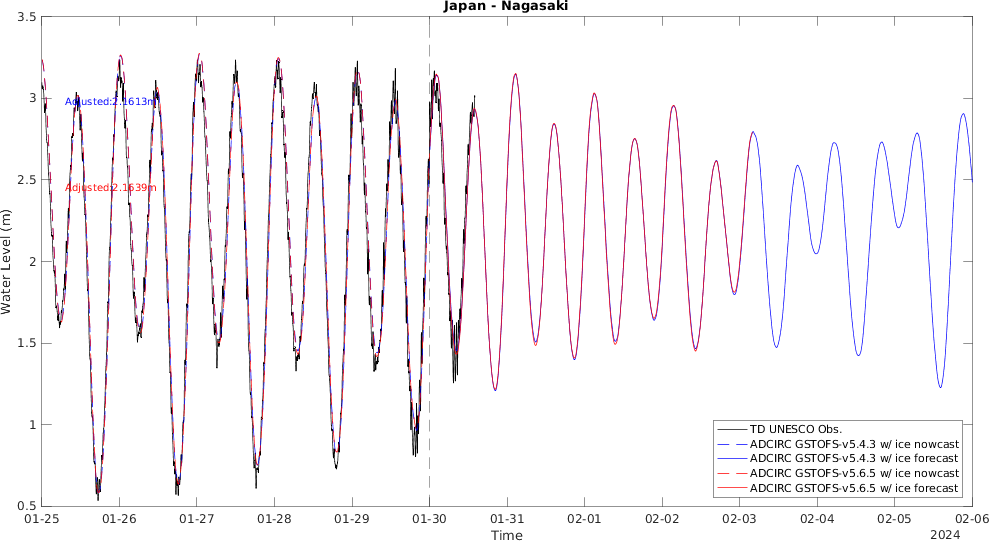 Japan - Nagasaki
3.5
3
2.5
2
1.5
1
0.5
Water Level (m)
Adjusted:2.1613m
Adjusted:2.1639m
TD UNESCO Obs.
ADCIRC GSTOFS-v5.4.3 w/ ice nowcast
ADCIRC GSTOFS-v5.4.3 w/ ice forecast
ADCIRC GSTOFS-v5.6.5 w/ ice nowcast
ADCIRC GSTOFS-v5.6.5 w/ ice forecast
01-25 01-26 01-27 01-28 01-29 01-30 01-31 02-01 02-02 02-03 02-04 02-05 02-06
Time
2024